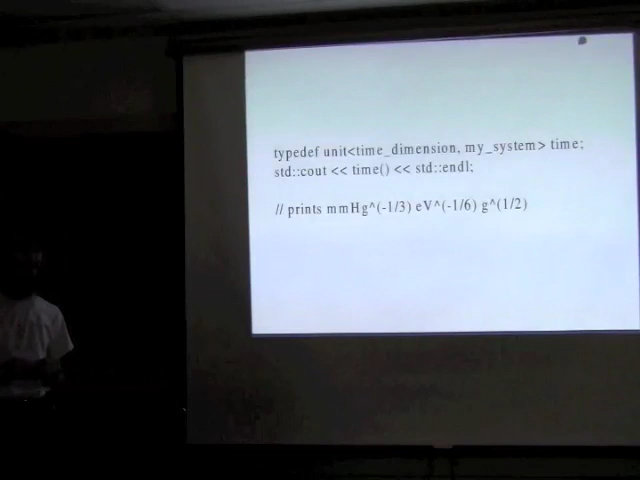 typedef unit<time_dimension, my_system> time;
std::cout << time() << std::endl;
// prints mmHg^(-1/3) eV^(-1/6) g^(1/2)